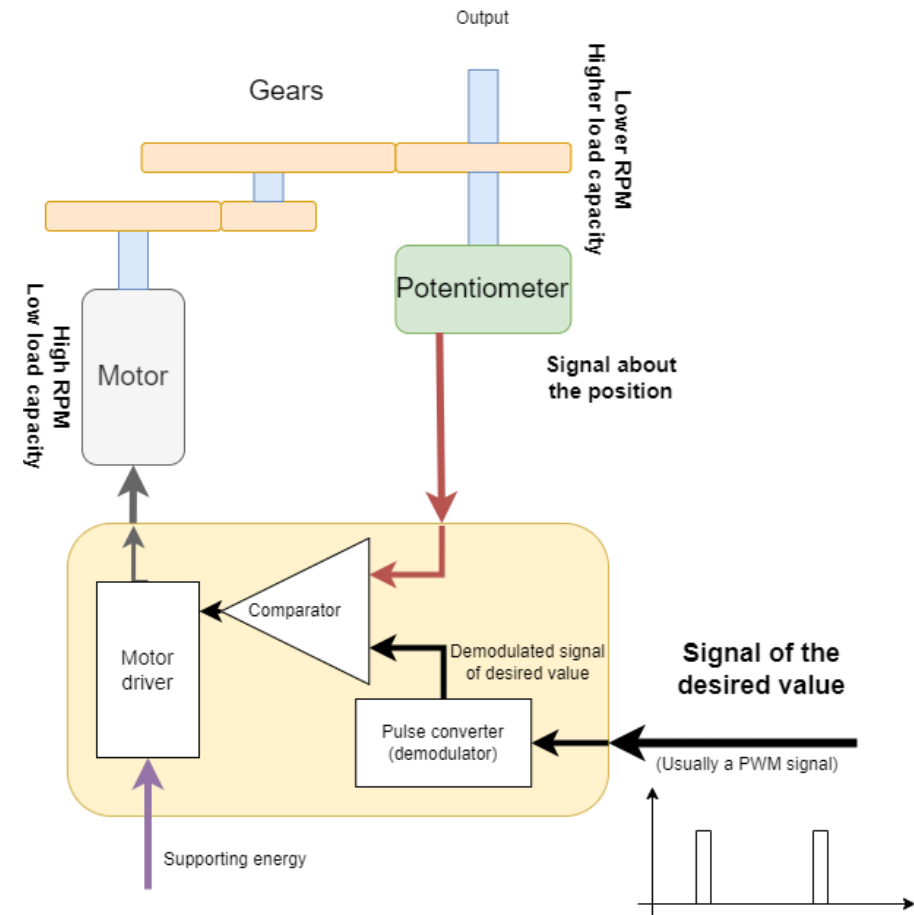 Output
Gears
Lower RPM
Higher load capacity
Potentiometer
High RPM
Low load capacity
Motor
Signal about
the position
Comparator
Motor
driver
Demodulated signal
of desired value
Signal of the
desired value
Pulse converter
(demodulator)
(Usually a PWM signal)
Supporting energy